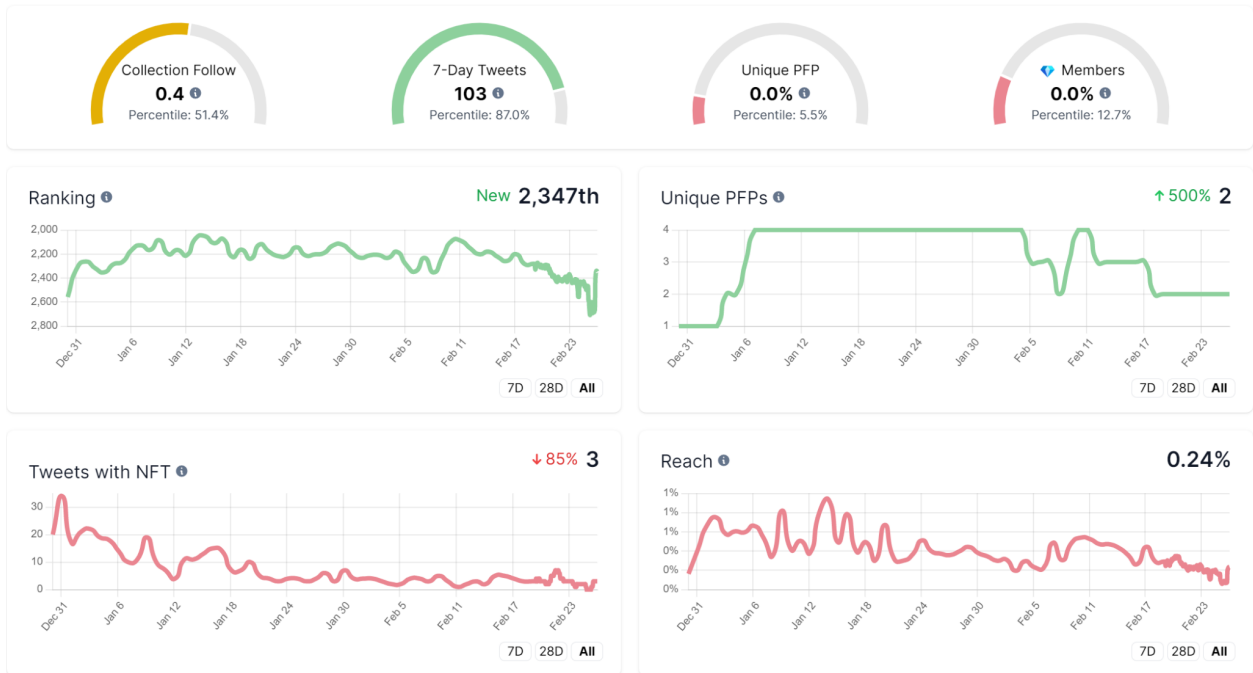 Collection Follow
0.4
Percentile: 51.4%
7-Day Tweets
103
Percentile: 87.0%
Unique PFP
0.0%
Percentile: 5.5%
💎 Members
0.0%
Percentile: 12.7%
Ranking
New 2,347th
2,000
2,200
2,400
2,600
2,800
Dec 31 Jan 6 Jan 12 Jan 18 Jan 24 Jan 30 Feb 5 Feb 11 Feb 17 Feb 23
7D 28D All
Unique PFPs
↑ 500% 2
4
3
2
1
Dec 31 Jan 6 Jan 12 Jan 18 Jan 24 Jan 30 Feb 5 Feb 11 Feb 17 Feb 23
7D 28D All
Tweets with NFT
↓ 85% 3
30
20
10
0
Dec 31 Jan 6 Jan 12 Jan 18 Jan 24 Jan 30 Feb 5 Feb 11 Feb 17 Feb 23
7D 28D All
Reach
0.24%
1%
1%
1%
0%
0%
0%
Dec 31 Jan 6 Jan 12 Jan 18 Jan 24 Jan 30 Feb 5 Feb 11 Feb 17 Feb 23
7D 28D All